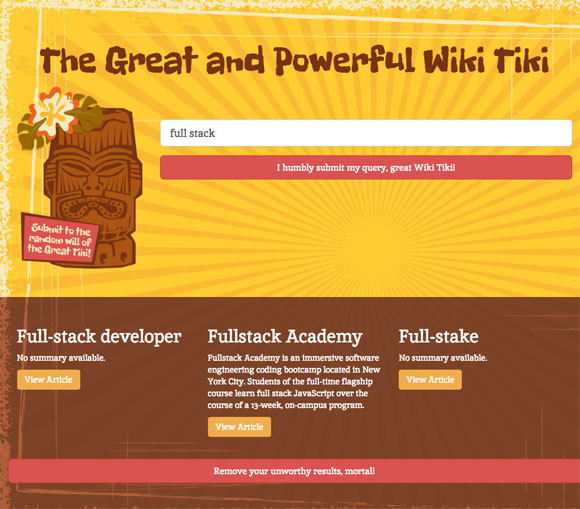 The Great and Powerful Wiki Tiki
full stack
I humbly submit my query, great Wiki Tiki!
Submit to the
random will of
the Great Tiki!
Full-stack developer
No summary available.
View Article
Fullstack Academy
Fullstack Academy is an immersive software
engineering coding bootcamp located in New
York City. Students of the full-time flagship
course learn full stack JavaScript over the
course of a 13-week, on-campus program.
View Article
Full-stake
No summary available.
View Article
Remove your unworthy results, mortal!